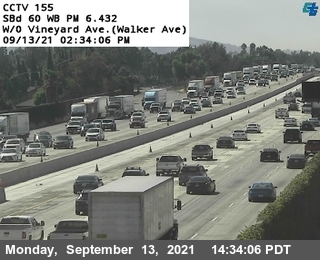 CCTV 155
SBd 60 WB PM 6.432
W/O Vineyard Ave.(Walker Ave)
09/13/21 02:34:06 PM
Monday, September 13, 2021 14:34:06 PDT